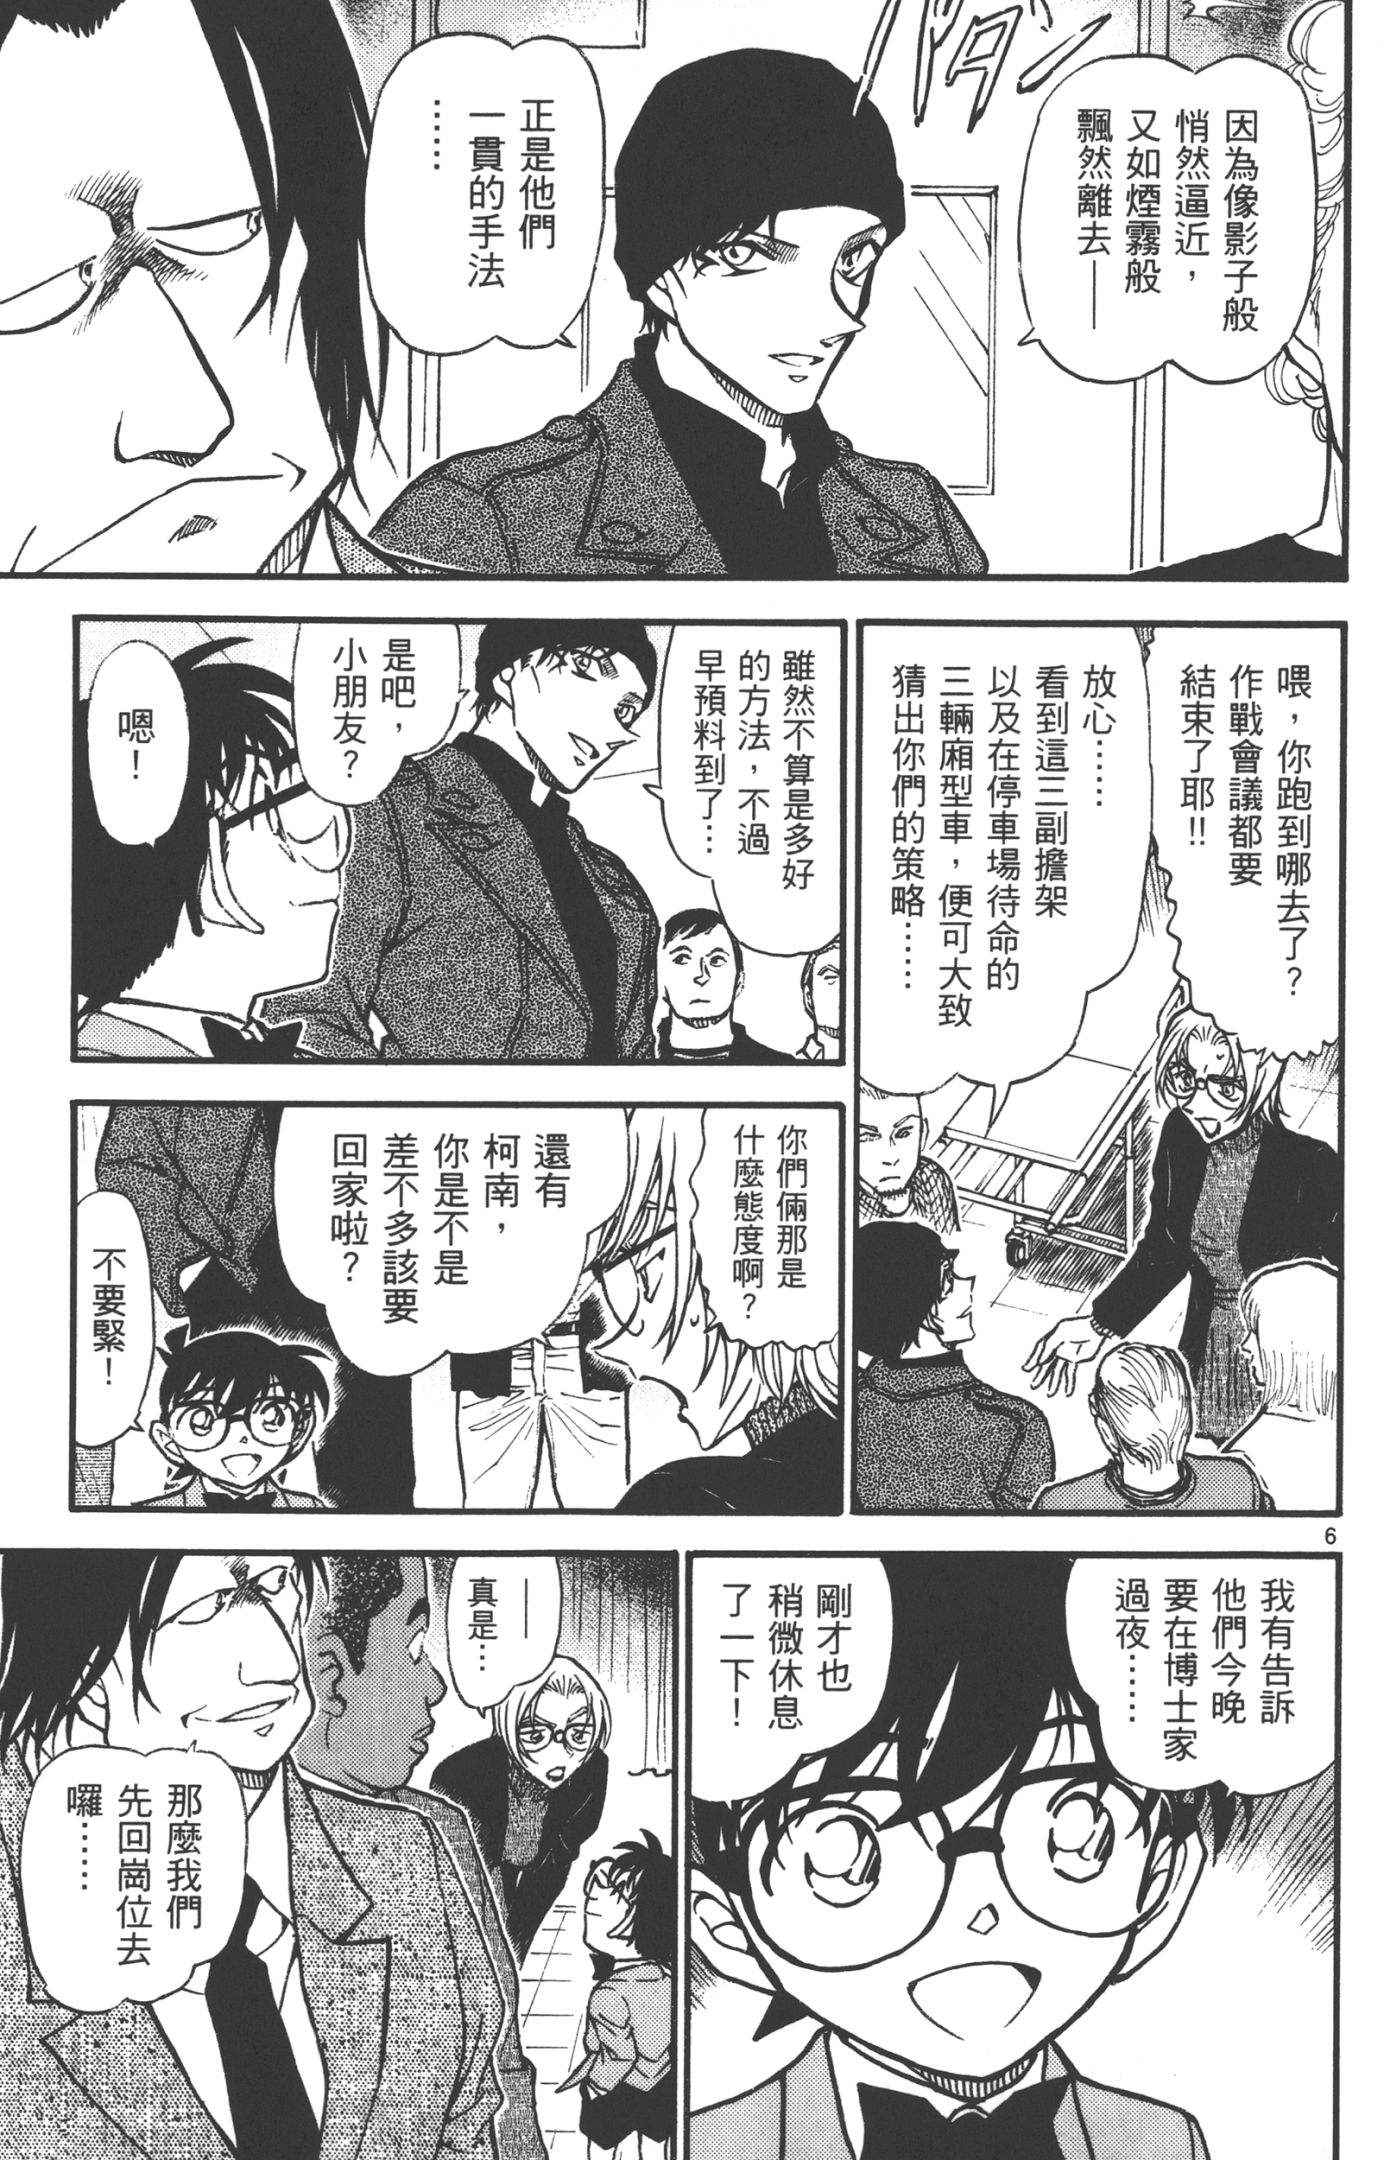 因為像影子般
悄然逼近，
又如煙霧般
飄然離去——
正是他們
一貫的手法
……
喂，你跑到哪去了？
作戰會議都要
結束了耶!!
放心……
看到這三副擔架
以及在停車場待命的
三輛廂型車，便可大致
猜出你們的策略……
雖然不算是多好
的方法，不過
早預料到了…
是吧，
小朋友？
嗯！
你們倆那是
什麼態度啊？
還有
柯南，
你是不是
差不多該要
回家啦？
不要緊！
6
我有告訴
他們今晚
要在博士家
過夜……
剛才也
稍微休息
了一下！
——
真是…
那麼我們
先回崗位去
囉……